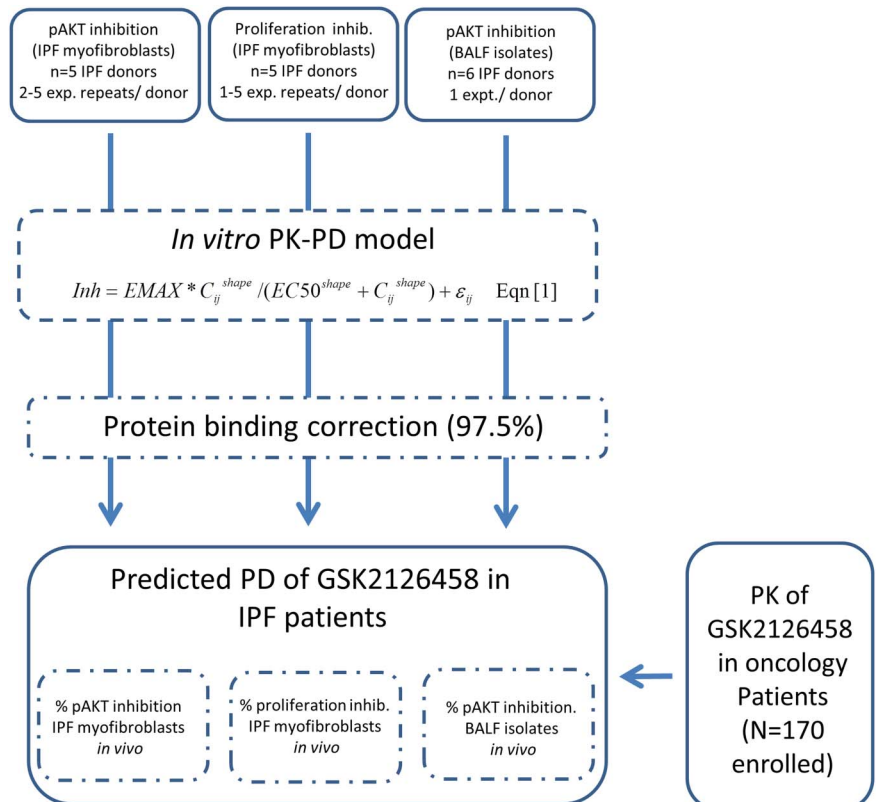 pAKT inhibition
(IPF myofibroblasts)
n=5 IPF donors
2-5 exp. repeats/ donor
Proliferation inhib.
(IPF myofibroblasts)
n=5 IPF donors
1-5 exp. repeats/ donor
pAKT inhibition
(BALF isolates)
n=6 IPF donors
1 expt./ donor
In vitro PK-PD model
Inh = EMAX * C_ij^shape /(EC50^shape + C_ij^shape) + ε_ij Eqn [1]
Protein binding correction (97.5%)
Predicted PD of GSK2126458 in
IPF patients
% pAKT inhibition
IPF myofibroblasts
in vivo
% proliferation inhib.
IPF myofibroblasts
in vivo
% pAKT inhibition.
BALF isolates
in vivo
PK of
GSK2126458
in oncology
Patients
(N=170
enrolled)